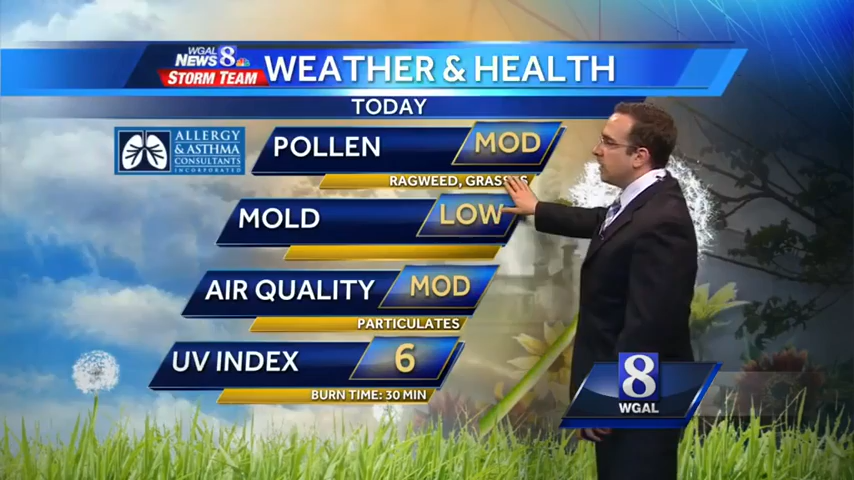 WGAL
NEWS 8
STORM TEAM
WEATHER & HEALTH
TODAY
ALLERGY
& ASTHMA
CONSULTANTS
INCORPORATED
POLLEN MOD
RAGWEED, GRASSES
MOLD LOW
AIR QUALITY MOD
PARTICULATES
UV INDEX 6
BURN TIME: 30 MIN
8
WGAL